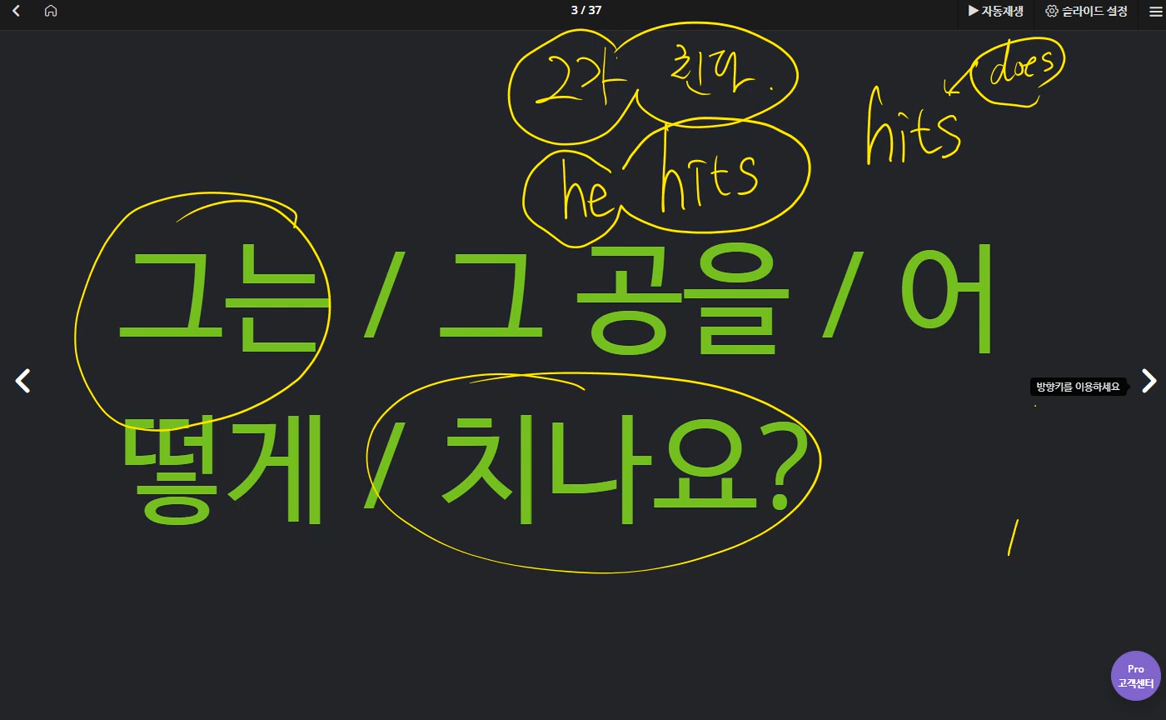 3 / 37
▶ 자동재생
슬라이드 설정
그가 친다.
does
he hits
hits
그는 / 그 공을 / 어
떻게 / 치나요?
방향키를 이용하세요
/
Pro
고객센터